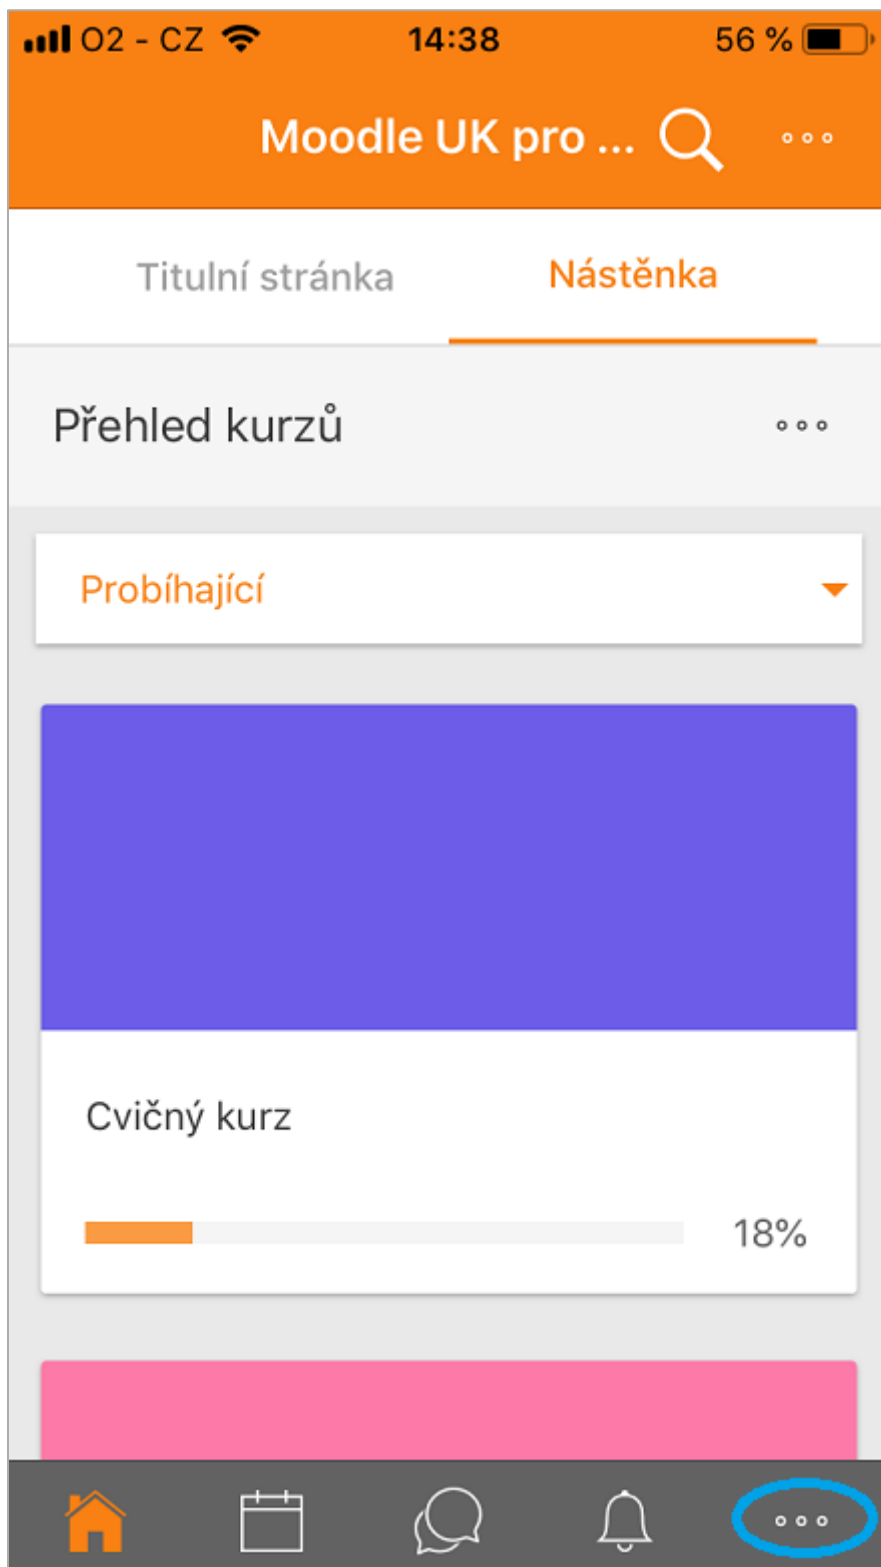 O2 - CZ 14:38 56 %
Moodle UK pro ...
Titulní stránka Nástěnka
Přehled kurzů
Probíhající
Cvičný kurz
18%